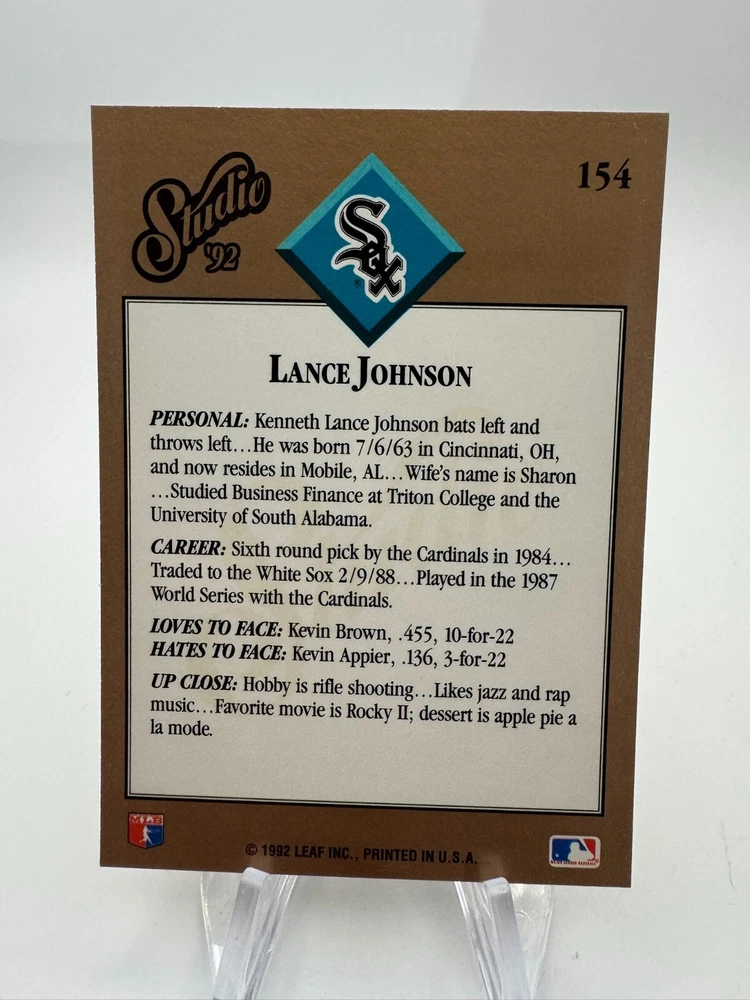 Studio
'92
154
Sox
®
LANCE JOHNSON
PERSONAL: Kenneth Lance Johnson bats left and
throws left...He was born 7/6/63 in Cincinnati, OH,
and now resides in Mobile, AL...Wife's name is Sharon
...Studied Business Finance at Triton College and the
University of South Alabama.
CAREER: Sixth round pick by the Cardinals in 1984...
Traded to the White Sox 2/9/88...Played in the 1987
World Series with the Cardinals.
LOVES TO FACE: Kevin Brown, .455, 10-for-22
HATES TO FACE: Kevin Appier, .136, 3-for-22
UP CLOSE: Hobby is rifle shooting...Likes jazz and rap
music...Favorite movie is Rocky II; dessert is apple pie a
la mode.
MLB
© 1992 LEAF INC., PRINTED IN U.S.A.
MAJOR LEAGUE BASEBALL